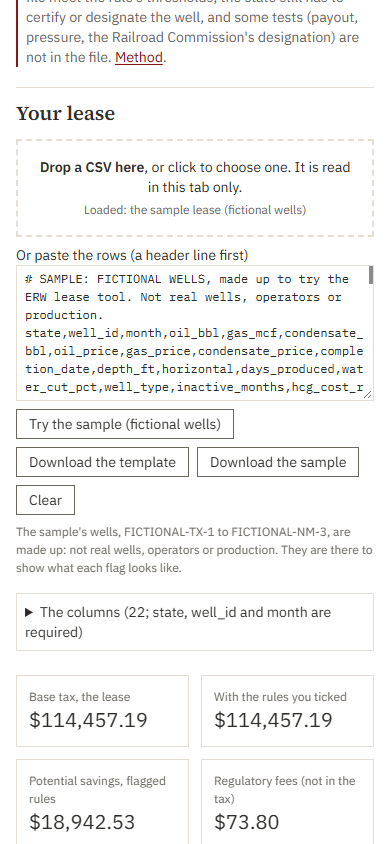 certify or designate the well, and some tests (payout,
pressure, the Railroad Commission's designation) are
not in the file. Method.
Your lease
Drop a CSV here, or click to choose one. It is read
in this tab only.
Loaded: the sample lease (fictional wells)
Or paste the rows (a header line first)
# SAMPLE: FICTIONAL WELLS, made up to try the
ERW lease tool. Not real wells, operators or
production.
state,well_id,month,oil_bbl,gas_mcf,condensate_
bbl,oil_price,gas_price,condensate_price,comple
tion_date,depth_ft,horizontal,days_produced,wat
er_cut_pct,well_type,inactive_months,hcg_cost_r
Try the sample (fictional wells)
Download the template
Download the sample
Clear
The sample's wells, FICTIONAL-TX-1 to FICTIONAL-NM-3, are
made up: not real wells, operators or production. They are there to
show what each flag looks like.
▶ The columns (22; state, well_id and month are
required)
Base tax, the lease
$114,457.19
With the rules you ticked
$114,457.19
Potential savings, flagged
rules
$18,942.53
Regulatory fees (not in the
tax)
$73.80